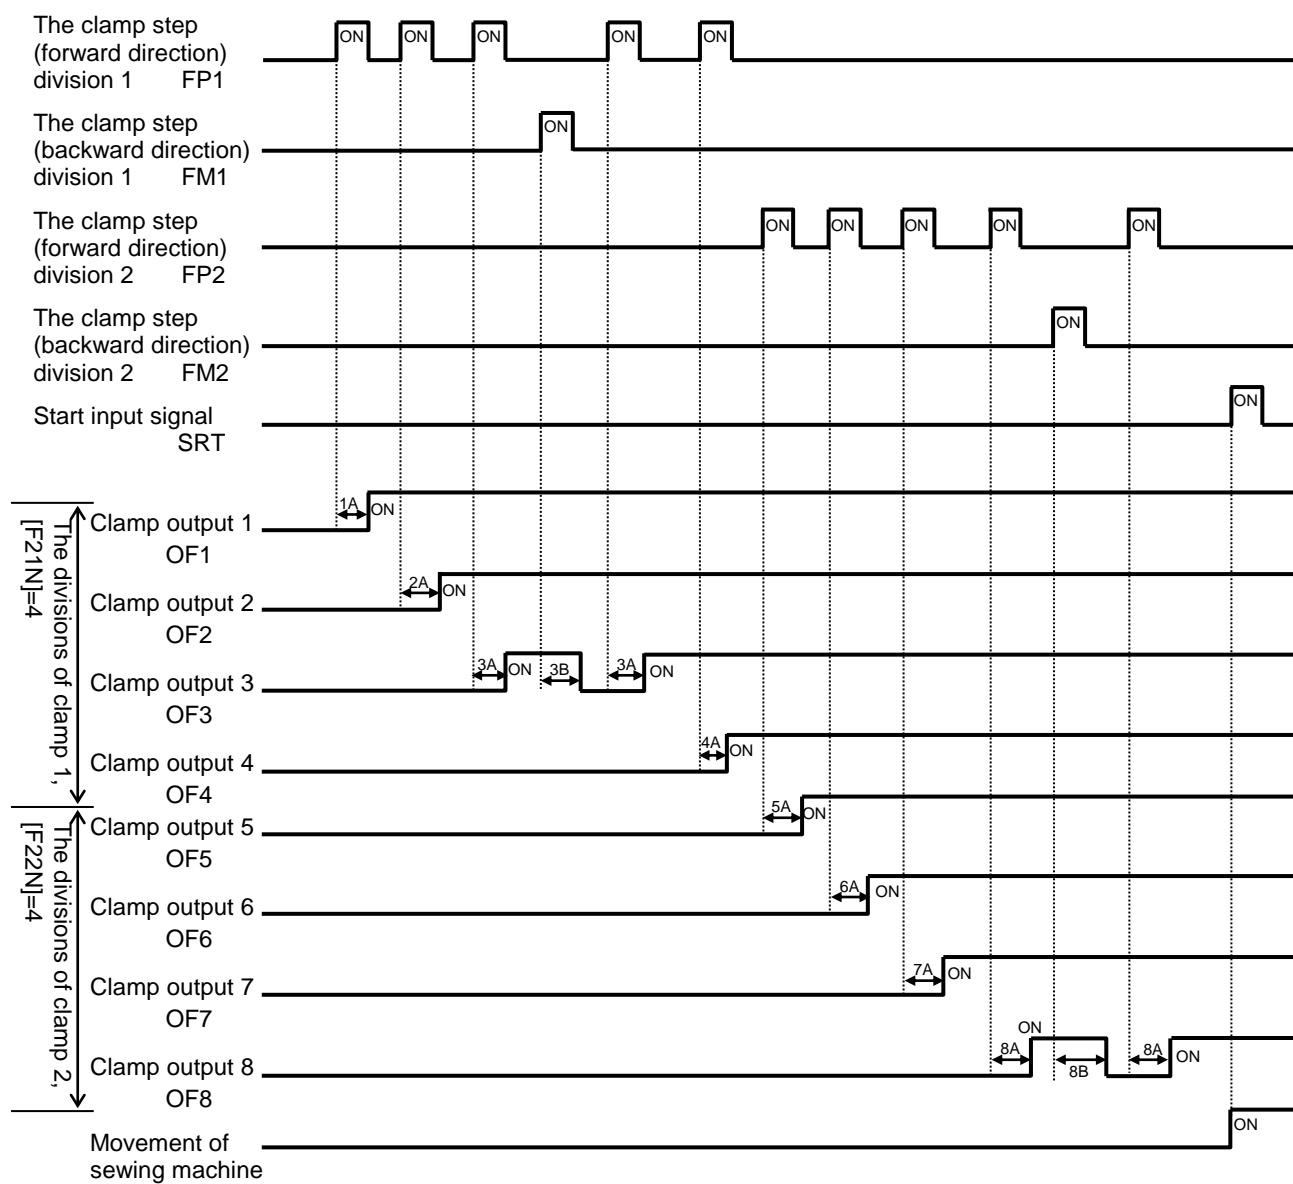 The clamp step
(forward direction)
division 1 FP1
ON ON ON ON ON
The clamp step
(backward direction)
division 1 FM1
ON
The clamp step
(forward direction)
division 2 FP2
ON ON ON ON ON
The clamp step
(backward direction)
division 2 FM2
ON
Start input signal
SRT
ON
The divisions of clamp 1,
[F21N]=4
Clamp output 1
OF1
1A ON
Clamp output 2
OF2
2A ON
Clamp output 3
OF3
3A ON 3B 3A ON
Clamp output 4
OF4
4A ON
The divisions of clamp 2,
[F22N]=4
Clamp output 5
OF5
5A ON
Clamp output 6
OF6
6A ON
Clamp output 7
OF7
7A ON
Clamp output 8
OF8
8A ON 8B 8A ON
Movement of
sewing machine
ON